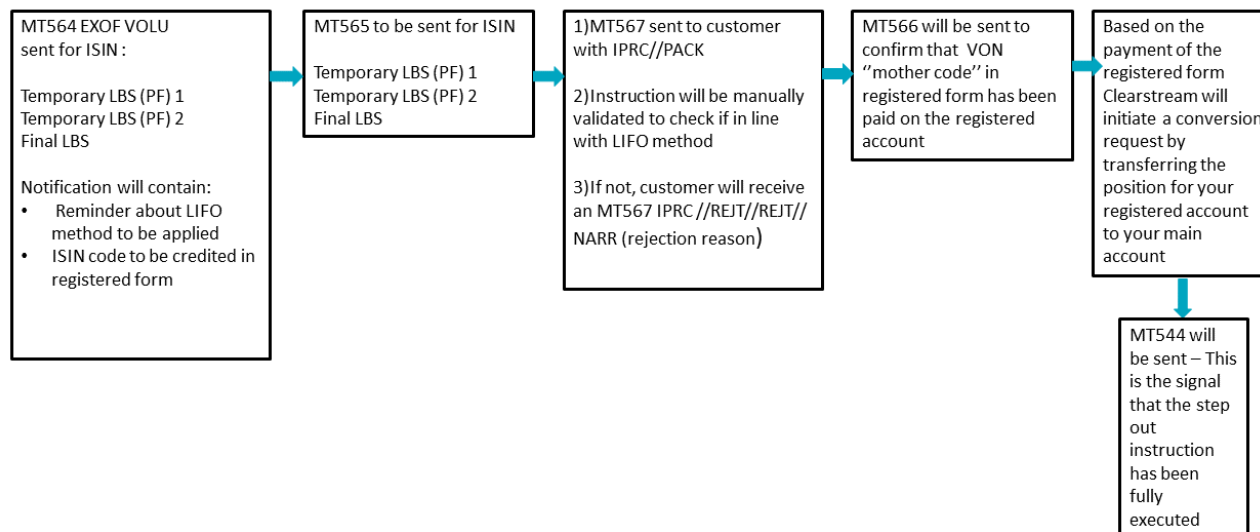 MT564 EXOF VOLU
sent for ISIN :
Temporary LBS (PF) 1
Temporary LBS (PF) 2
Final LBS
Notification will contain:
• Reminder about LIFO
method to be applied
• ISIN code to be credited in
registered form
MT565 to be sent for ISIN
Temporary LBS (PF) 1
Temporary LBS (PF) 2
Final LBS
1)MT567 sent to customer
with IPRC//PACK
2)Instruction will be manually
validated to check if in line
with LIFO method
3)If not, customer will receive
an MT567 IPRC //REJT//REJT//
NARR (rejection reason)
MT566 will be sent to
confirm that VON
‘’mother code’’ in
registered form has been
paid on the registered
account
Based on the
payment of the
registered form
Clearstream will
initiate a conversion
request by
transferring the
position for your
registered account
to your main
account
MT544 will
be sent – This
is the signal
that the step
out
instruction
has been
fully
executed